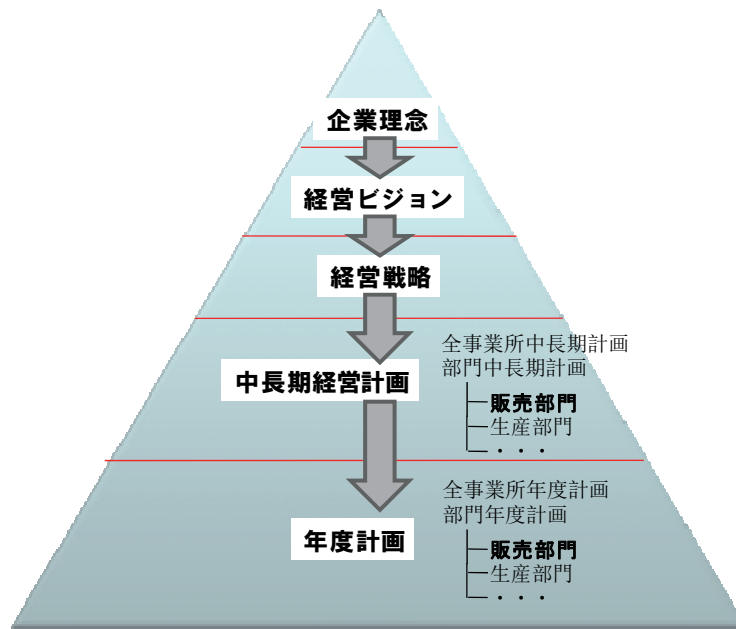 企業理念
経営ビジョン
経営戦略
全事業所中長期計画
部門中長期計画
中長期経営計画
販売部門
生産部門
・・・
全事業所年度計画
部門年度計画
年度計画
販売部門
生産部門
・・・